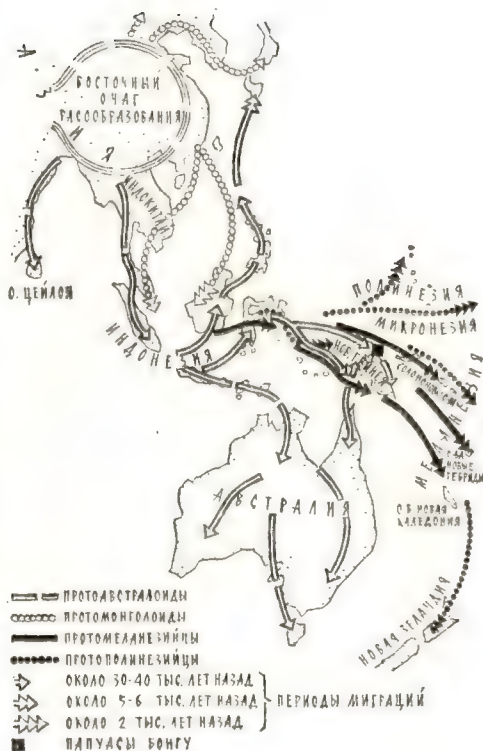 ВОСТОЧНЫЙ
ОЧАГ
РАСООБРАЗОВАНИЯ
ИНДОКИТАЙ
О. ЦЕЙЛОН
ИНДОНЕЗИЯ
ПОЛИНЕЗИЯ
МИКРОНЕЗИЯ
НОВ. ГВИНЕЯ
МЕЛАНЕЗИЯ
НОВЫЕ
ГЕБРИДЫ
О-В НОВАЯ
КАЛЕДОНИЯ
АВСТРАЛИЯ
НОВАЯ ЗЕЛАНДИЯ
ПРОТОАВСТРАЛОИДЫ
ПРОТОМОНГОЛОИДЫ
ПРОТОМЕЛАНЕЗИЙЦЫ
ПРОТОПОЛИНЕЗИЙЦЫ
ОКОЛО 30-40 ТЫС. ЛЕТ НАЗАД
ОКОЛО 5-6 ТЫС. ЛЕТ НАЗАД
ОКОЛО 2 ТЫС. ЛЕТ НАЗАД
ПЕРИОДЫ МИГРАЦИЙ
ПАПУАСЫ БОНГУ